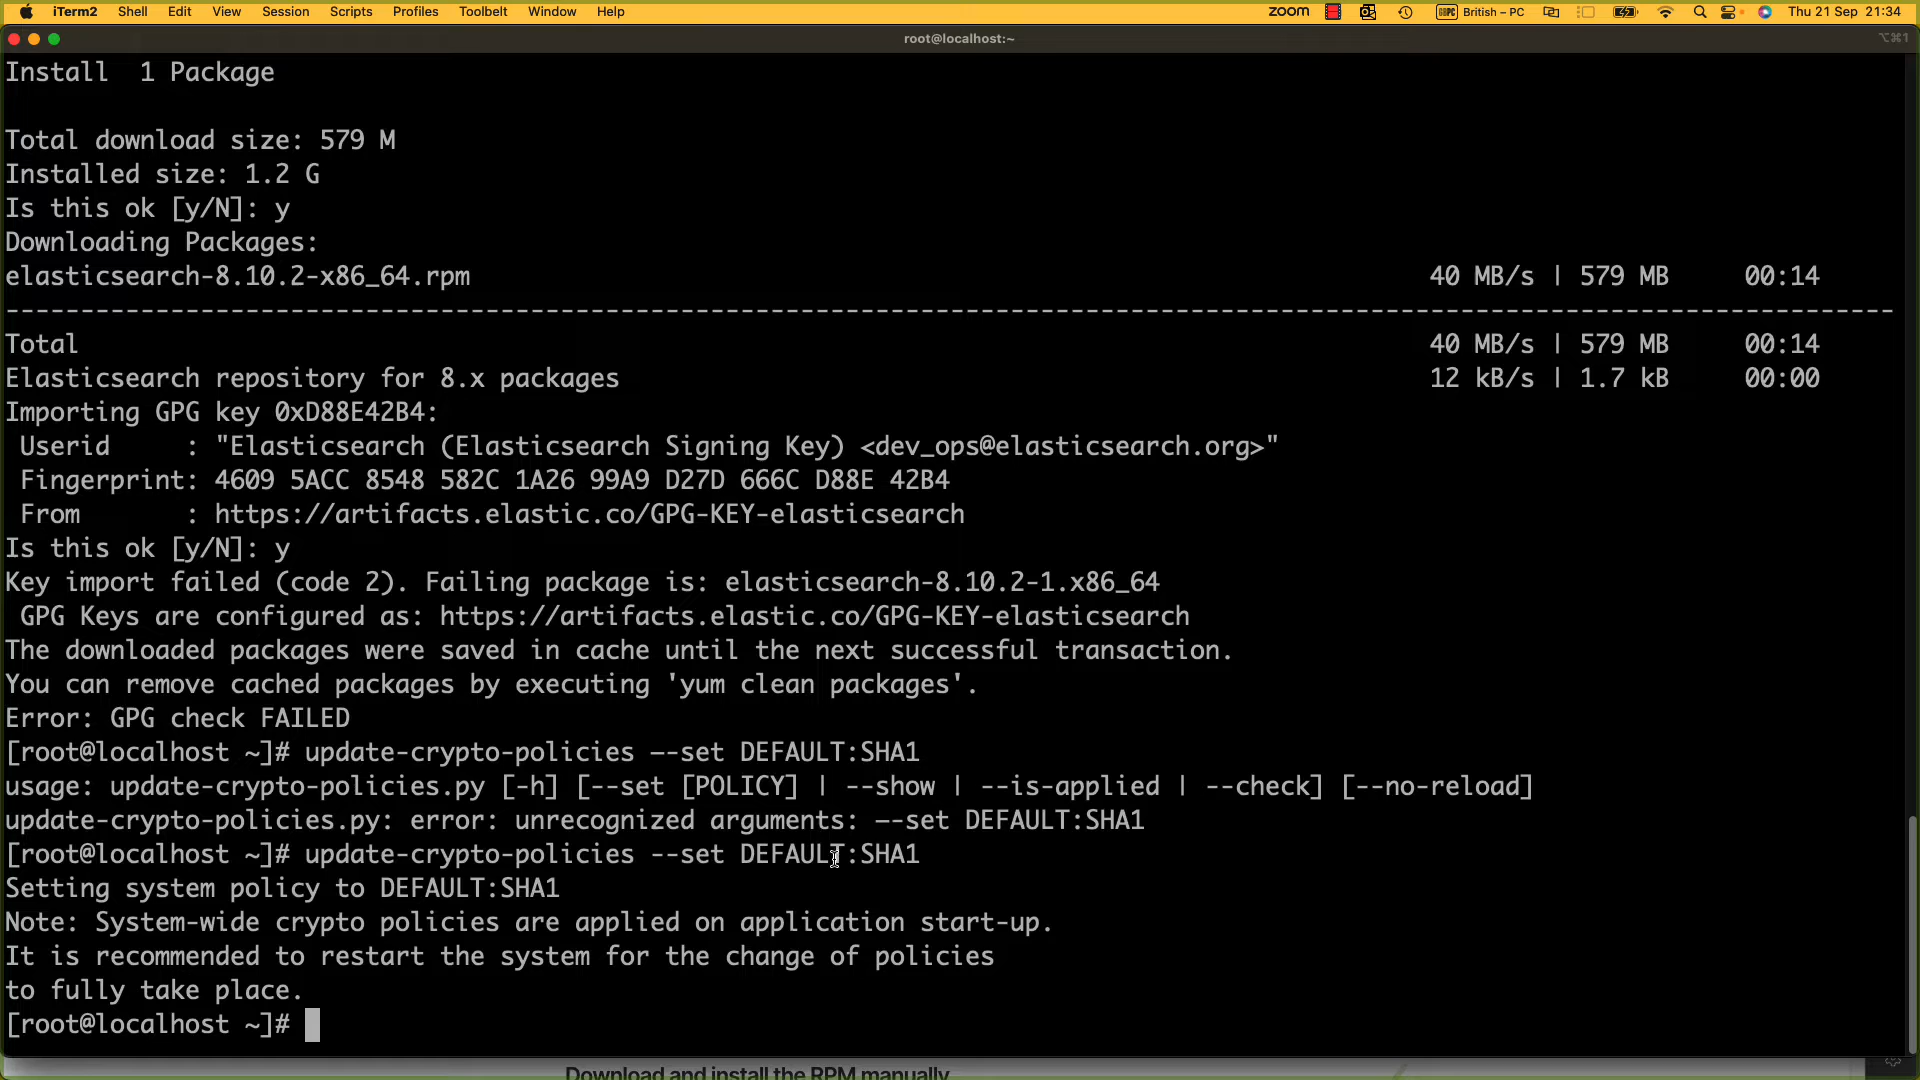 iTerm2 Shell Edit View Session Scripts Profiles Toolbelt Window Help zoom British – PC Thu 21 Sep 21:34
root@localhost:~ ⌥⌘1
Install  1 Package
Total download size: 579 M
Installed size: 1.2 G
Is this ok [y/N]: y
Downloading Packages:
elasticsearch-8.10.2-x86_64.rpm 40 MB/s | 579 MB 00:14
--------------------------------------------------------------------------------------------------------------------------------
Total 40 MB/s | 579 MB 00:14
Elasticsearch repository for 8.x packages 12 kB/s | 1.7 kB 00:00
Importing GPG key 0xD88E42B4:
Userid     : "Elasticsearch (Elasticsearch Signing Key) <dev_ops@elasticsearch.org>"
Fingerprint: 4609 5ACC 8548 582C 1A26 99A9 D27D 666C D88E 42B4
From       : https://artifacts.elastic.co/GPG-KEY-elasticsearch
Is this ok [y/N]: y
Key import failed (code 2). Failing package is: elasticsearch-8.10.2-1.x86_64
GPG Keys are configured as: https://artifacts.elastic.co/GPG-KEY-elasticsearch
The downloaded packages were saved in cache until the next successful transaction.
You can remove cached packages by executing 'yum clean packages'.
Error: GPG check FAILED
[root@localhost ~]# update-crypto-policies —-set DEFAULT:SHA1
usage: update-crypto-policies.py [-h] [--set [POLICY] | --show | --is-applied | --check] [--no-reload]
update-crypto-policies.py: error: unrecognized arguments: —-set DEFAULT:SHA1
[root@localhost ~]# update-crypto-policies --set DEFAULT:SHA1
Setting system policy to DEFAULT:SHA1
Note: System-wide crypto policies are applied on application start-up.
It is recommended to restart the system for the change of policies
to fully take place.
[root@localhost ~]#
Download and install the RPM manually